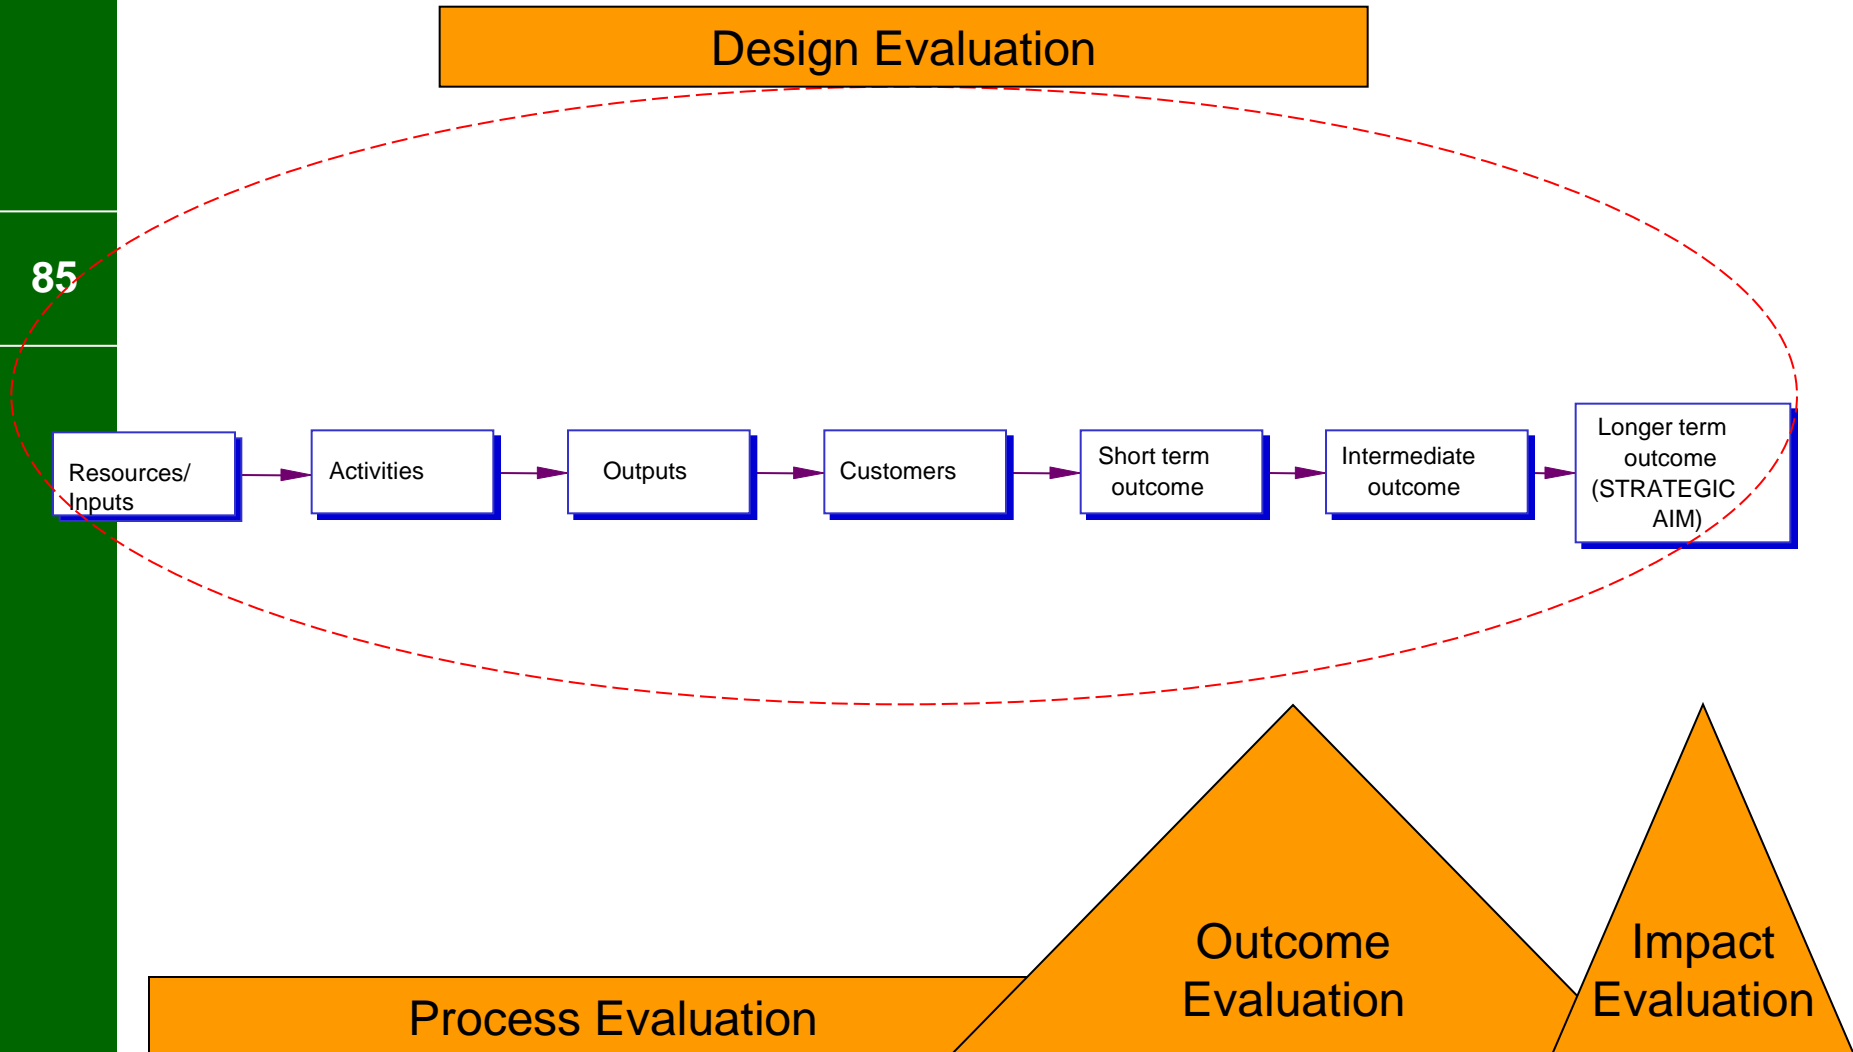 Design Evaluation
85
Resources/
Inputs
Activities
Outputs
Customers
Short term
outcome
Intermediate
outcome
Longer term
outcome
(STRATEGIC
AIM)
Process Evaluation
Outcome
Evaluation
Impact
Evaluation